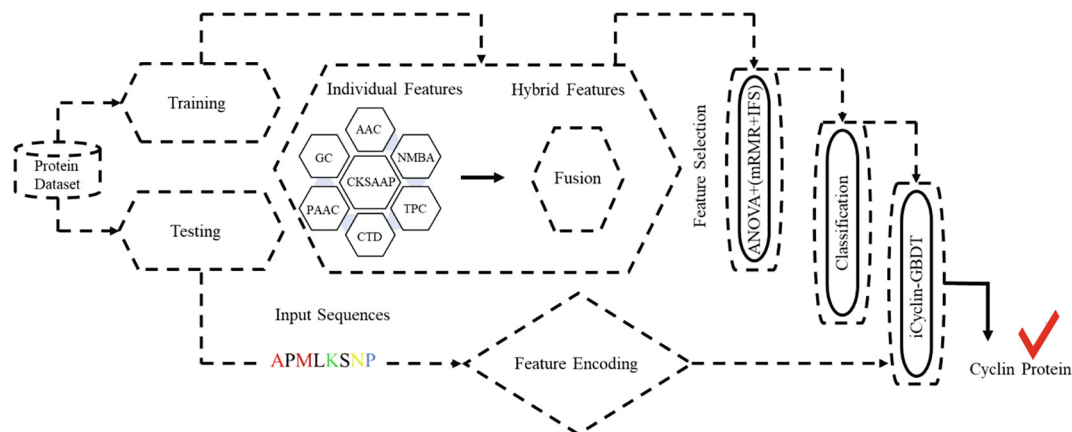 Training
Testing
Protein
Dataset
Individual Features
Hybrid Features
AAC
GC
NMBA
CKSAAP
PAAC
TPC
CTD
Fusion
Feature Selection
ANOVA+(mRMR+IFS)
Classification
iCyclin-GBDT
Input Sequences
APMLKSNP
Feature Encoding
Cyclin Protein